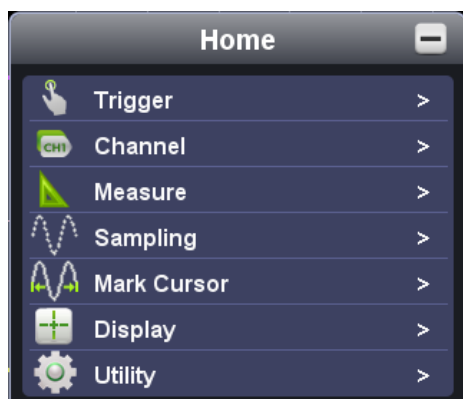 Home
Trigger >
CH1 Channel >
Measure >
Sampling >
Mark Cursor >
Display >
Utility >